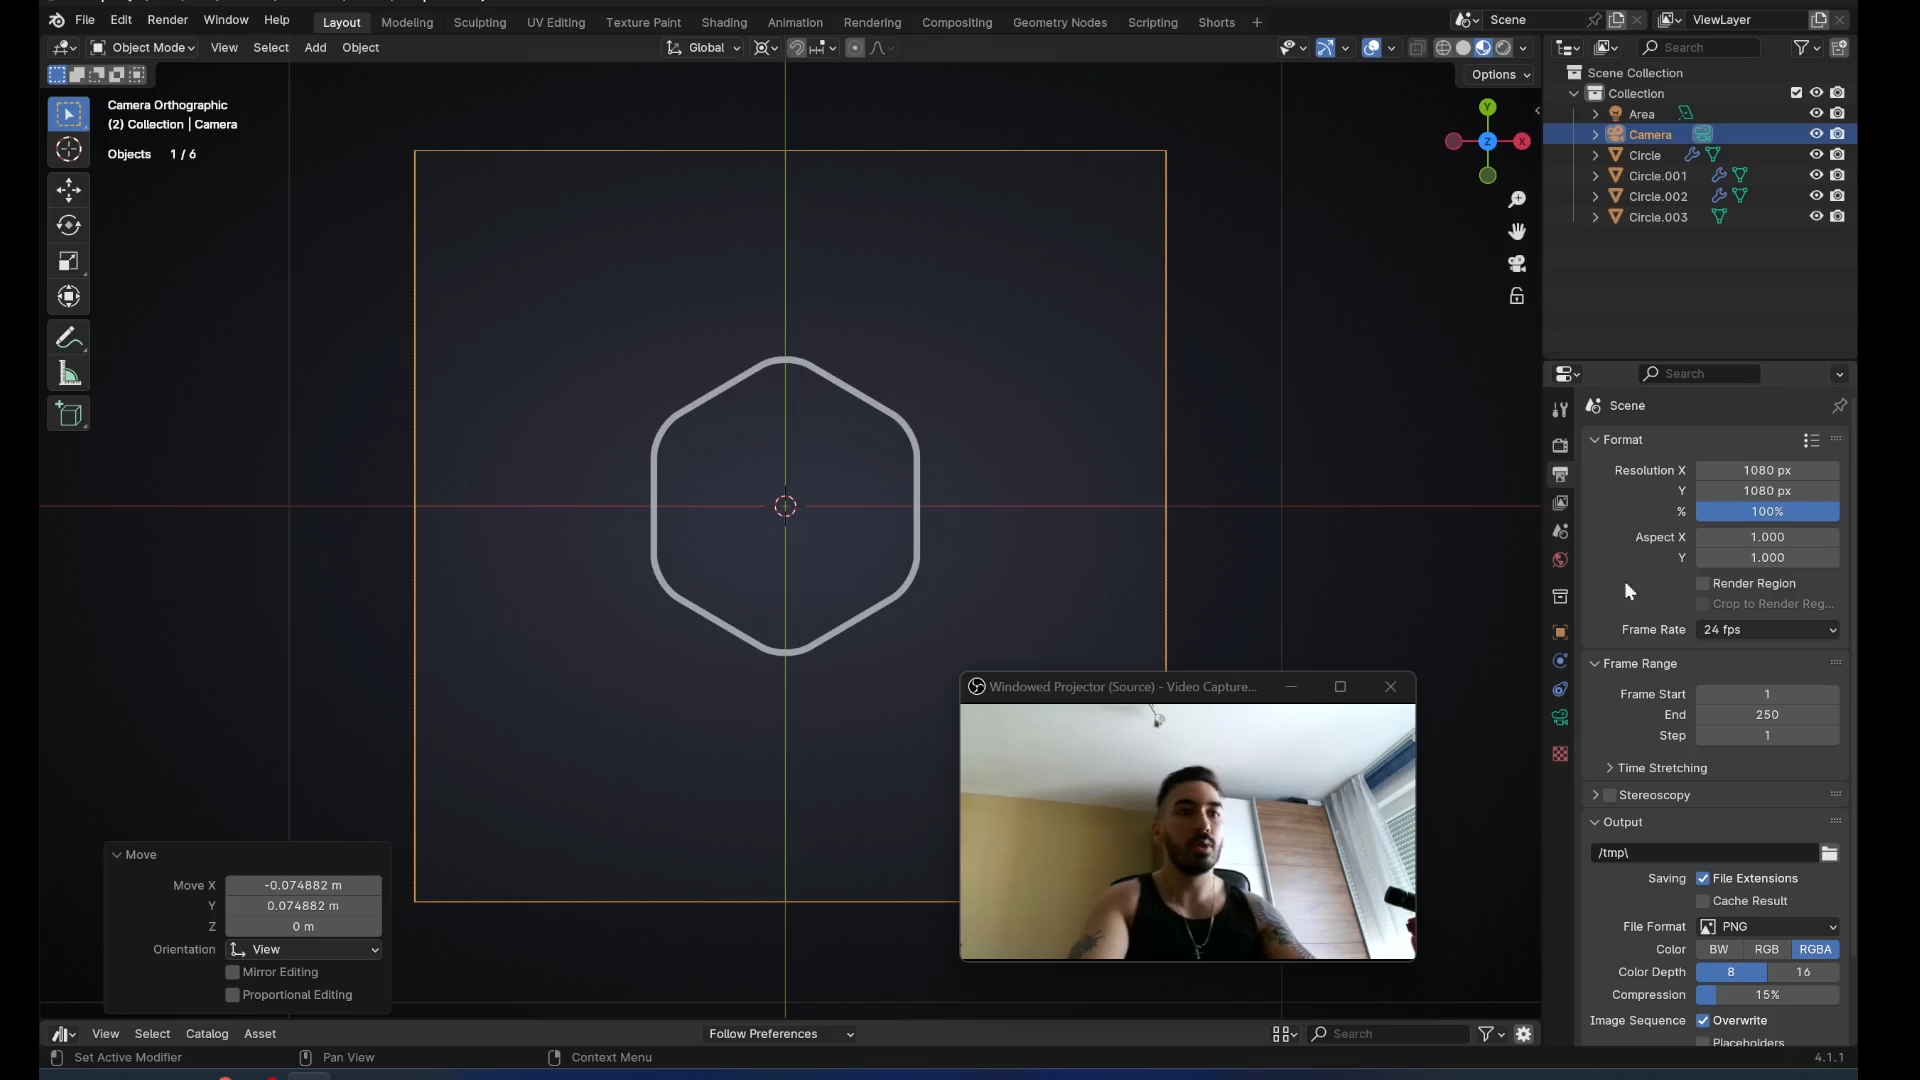 File Edit Render Window Help Layout Modeling Sculpting UV Editing Texture Paint Shading Animation Rendering Compositing Geometry Nodes Scripting Shorts + Scene ViewLayer
Object Mode View Select Add Object Global Search
Options
Camera Orthographic
(2) Collection | Camera
Objects 1 / 6
Y
X
Z
Scene Collection
Collection
Area
Camera
Circle
Circle.001
Circle.002
Circle.003
Search
Scene
Format
Resolution X 1080 px
Y 1080 px
% 100%
Aspect X 1.000
Y 1.000
Render Region
Crop to Render Reg...
Frame Rate 24 fps
Frame Range
Frame Start 1
End 250
Step 1
Time Stretching
Stereoscopy
Output
/tmp\
Saving File Extensions
Cache Result
File Format PNG
Color BW RGB RGBA
Color Depth 8 16
Compression 15%
Image Sequence Overwrite
Placeholders
Windowed Projector (Source) - Video Capture...
Move
Move X -0.074882 m
Y 0.074882 m
Z 0 m
Orientation View
Mirror Editing
Proportional Editing
View Select Catalog Asset Follow Preferences Search
Set Active Modifier Pan View Context Menu 4.1.1